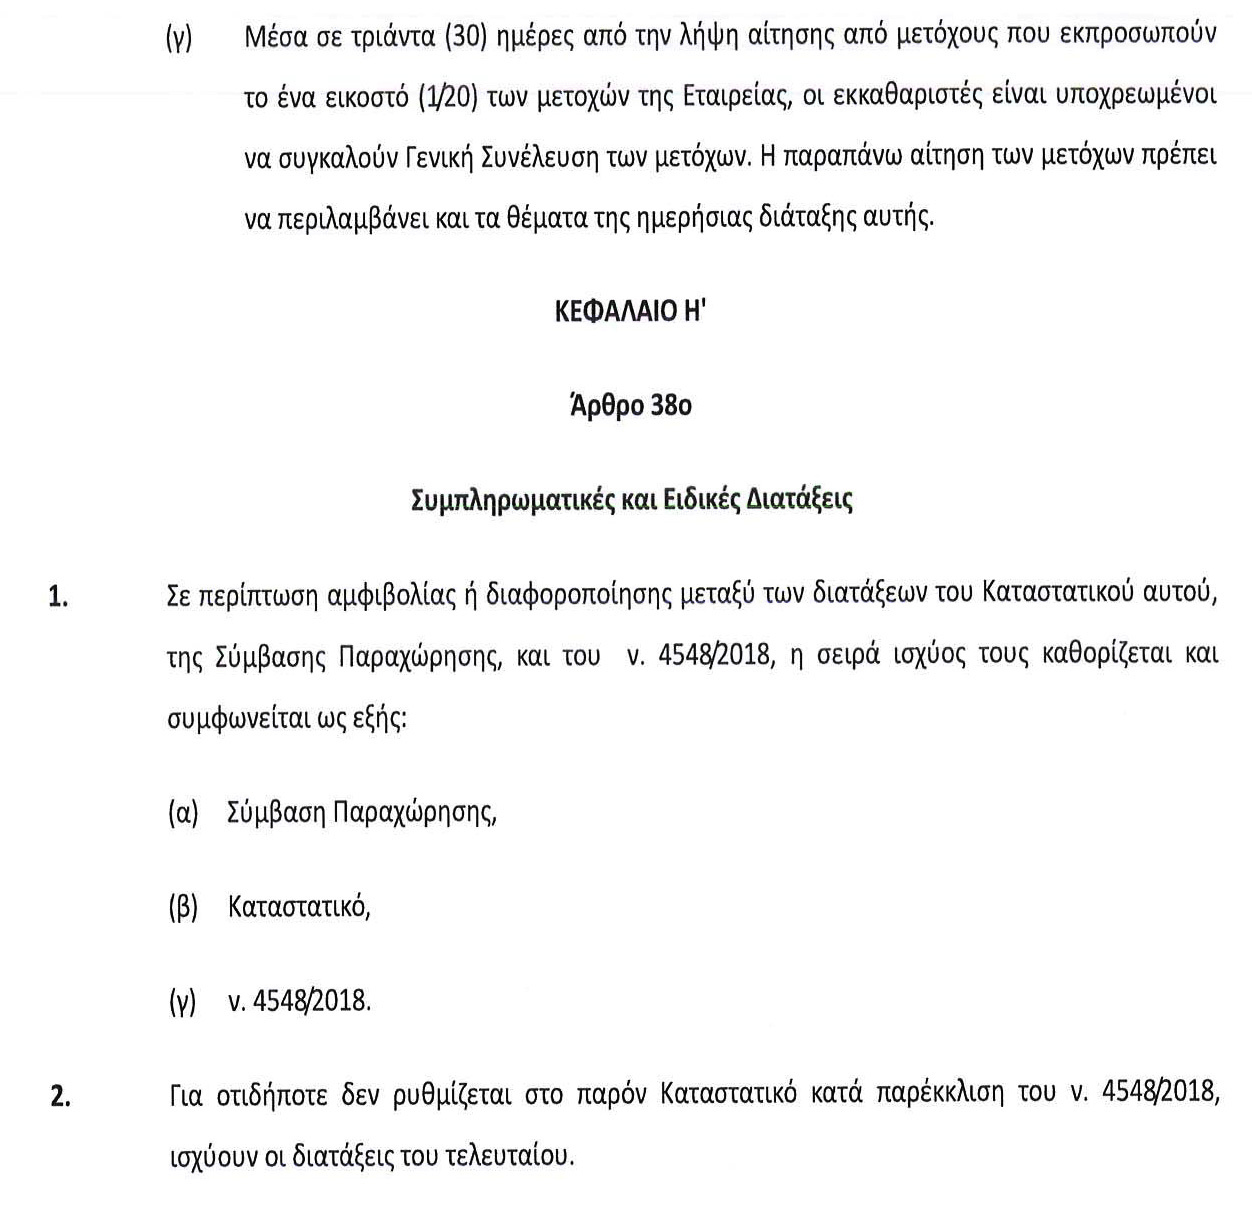 (γ) Μέσα σε τριάντα (30) ημέρες από την λήψη αίτησης από μετόχους που εκπροσωπούν
το ένα εικοστό (1/20) των μετοχών της Εταιρείας, οι εκκαθαριστές είναι υποχρεωμένοι
να συγκαλούν Γενική Συνέλευση των μετόχων. Η παραπάνω αίτηση των μετόχων πρέπει
να περιλαμβάνει και τα θέματα της ημερήσιας διάταξης αυτής.
ΚΕΦΑΛΑΙΟ Η'
Άρθρο 38ο
Συμπληρωματικές και Ειδικές Διατάξεις
1. Σε περίπτωση αμφιβολίας ή διαφοροποίησης μεταξύ των διατάξεων του Καταστατικού αυτού,
της Σύμβασης Παραχώρησης, και του ν. 4548/2018, η σειρά ισχύος τους καθορίζεται και
συμφωνείται ως εξής:
(α) Σύμβαση Παραχώρησης,
(β) Καταστατικό,
(γ) ν. 4548/2018.
2. Για οτιδήποτε δεν ρυθμίζεται στο παρόν Καταστατικό κατά παρέκκλιση του ν. 4548/2018,
ισχύουν οι διατάξεις του τελευταίου.